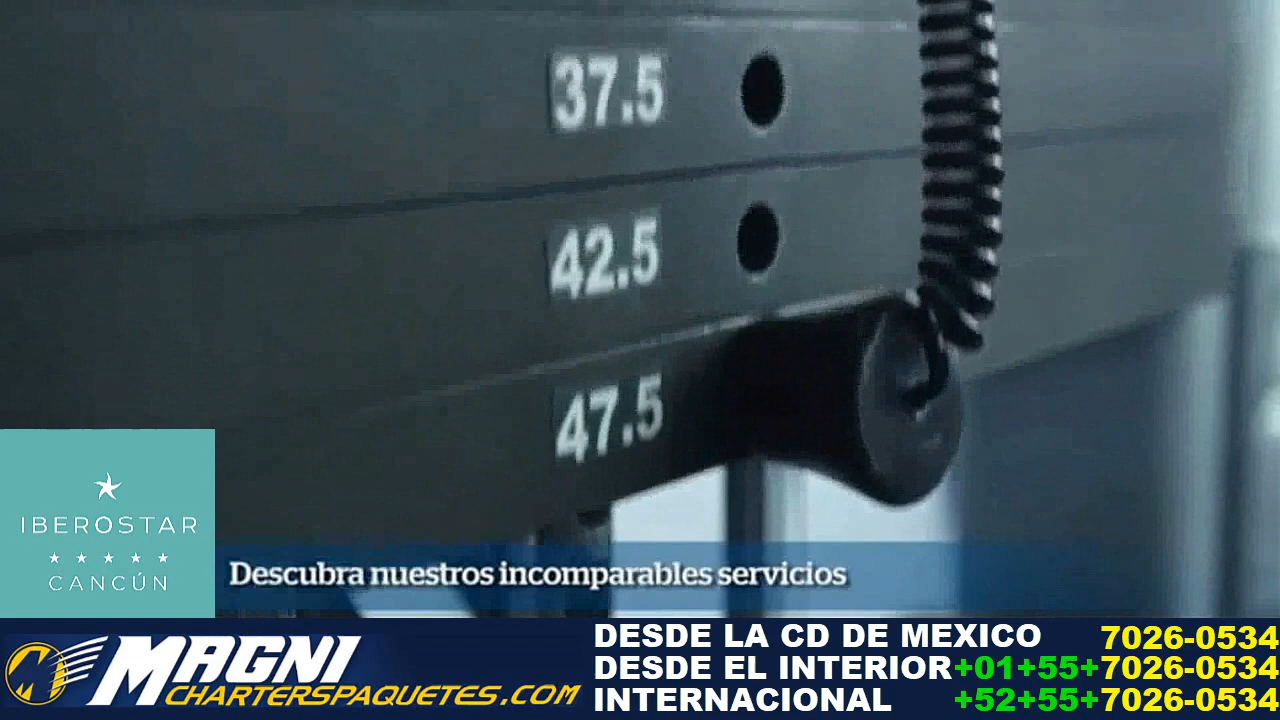 37.5
42.5
47.5
IBEROSTAR
CANCÚN
Descubra nuestros incomparables servicios
MAGNI
CHARTERSPAQUETES.COM
DESDE LA CD DE MEXICO 7026-0534
DESDE EL INTERIOR +01+55+7026-0534
INTERNACIONAL +52+55+7026-0534